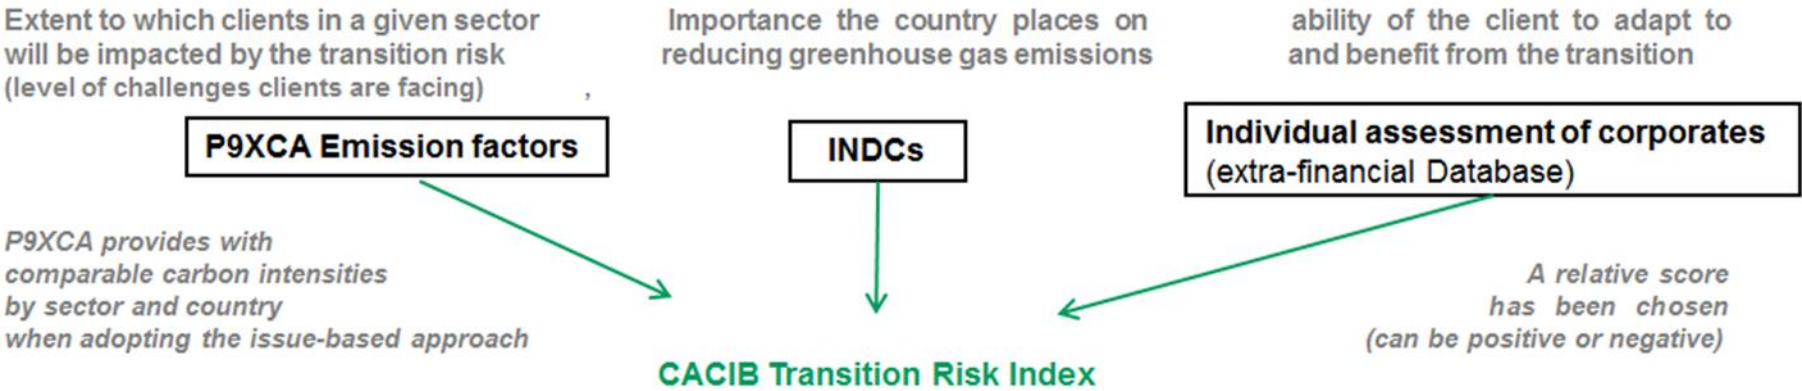 Extent to which clients in a given sector
will be impacted by the transition risk
(level of challenges clients are facing)
,
P9XCA Emission factors
P9XCA provides with
comparable carbon intensities
by sector and country
when adopting the issue-based approach
Importance the country places on
reducing greenhouse gas emissions
INDCs
ability of the client to adapt to
and benefit from the transition
Individual assessment of corporates
(extra-financial Database)
A relative score
has been chosen
(can be positive or negative)
CACIB Transition Risk Index